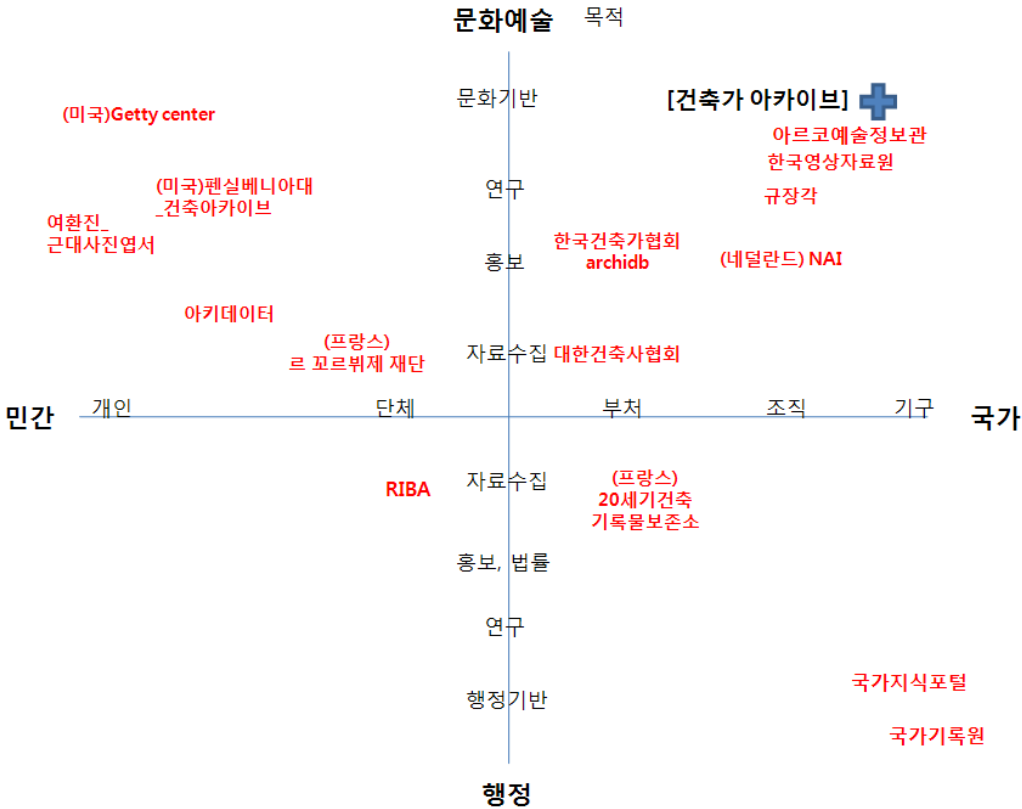 문화예술 목적
문화기반
[건축가 아카이브]
(미국)Getty center
아르코예술정보관
한국영상자료원
(미국)펜실베니아대
_건축아카이브
연구
규장각
여환진_
근대사진엽서
홍보
한국건축가협회
archidb
(네덜란드) NAI
아키데이터
(프랑스)
르 꼬르뷔제 재단
자료수집
대한건축사협회
민간
개인
단체
부처
조직
기구
국가
RIBA
자료수집
(프랑스)
20세기건축
기록물보존소
홍보, 법률
연구
행정기반
국가지식포털
국가기록원
행정